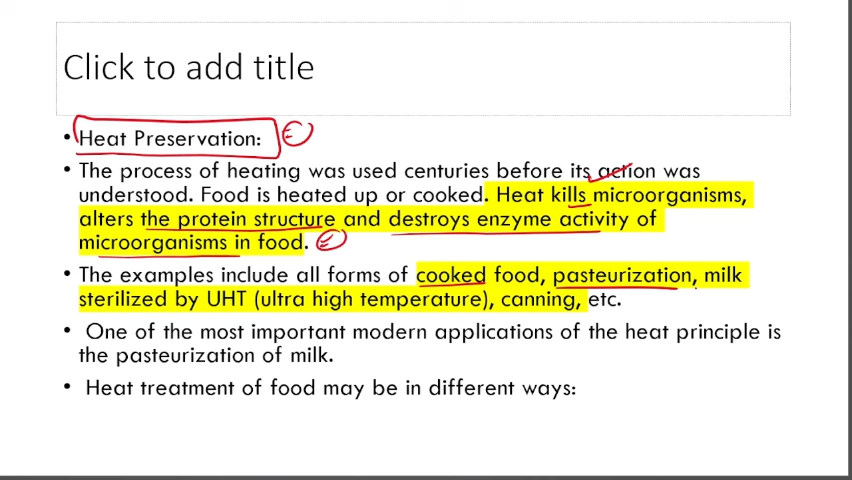 Click to add title
• Heat Preservation:
• The process of heating was used centuries before its action was
understood. Food is heated up or cooked. Heat kills microorganisms,
alters the protein structure and destroys enzyme activity of
microorganisms in food.
• The examples include all forms of cooked food, pasteurization, milk
sterilized by UHT (ultra high temperature), canning, etc.
• One of the most important modern applications of the heat principle is
the pasteurization of milk.
• Heat treatment of food may be in different ways: